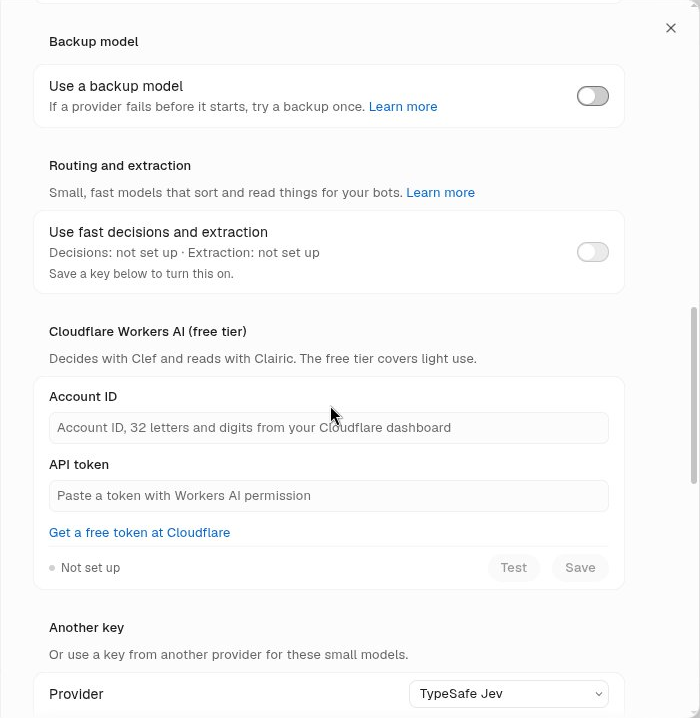 Backup model
Use a backup model
If a provider fails before it starts, try a backup once. Learn more
Routing and extraction
Small, fast models that sort and read things for your bots. Learn more
Use fast decisions and extraction
Decisions: not set up · Extraction: not set up
Save a key below to turn this on.
Cloudflare Workers AI (free tier)
Decides with Clef and reads with Clairic. The free tier covers light use.
Account ID
Account ID, 32 letters and digits from your Cloudflare dashboard
API token
Paste a token with Workers AI permission
Get a free token at Cloudflare
Not set up
Test
Save
Another key
Or use a key from another provider for these small models.
Provider
TypeSafe Jev